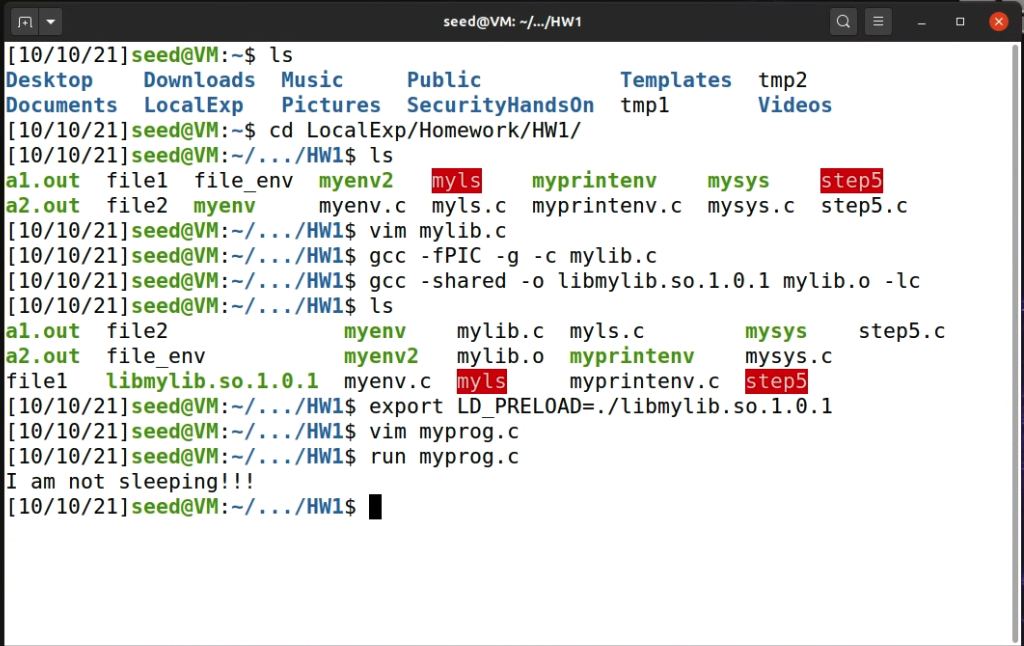 seed@VM: ~/.../HW1
[10/10/21]seed@VM:~$ ls
Desktop Downloads Music Public Templates tmp2
Documents LocalExp Pictures SecurityHandsOn tmp1 Videos
[10/10/21]seed@VM:~$ cd LocalExp/Homework/HW1/
[10/10/21]seed@VM:~/.../HW1$ ls
a1.out file1 file_env myenv2 myls myprintenv mysys step5
a2.out file2 myenv myenv.c myls.c myprintenv.c mysys.c step5.c
[10/10/21]seed@VM:~/.../HW1$ vim mylib.c
[10/10/21]seed@VM:~/.../HW1$ gcc -fPIC -g -c mylib.c
[10/10/21]seed@VM:~/.../HW1$ gcc -shared -o libmylib.so.1.0.1 mylib.o -lc
[10/10/21]seed@VM:~/.../HW1$ ls
a1.out file2 myenv mylib.c myls.c mysys step5.c
a2.out file_env myenv2 mylib.o myprintenv mysys.c
file1 libmylib.so.1.0.1 myenv.c myls myprintenv.c step5
[10/10/21]seed@VM:~/.../HW1$ export LD_PRELOAD=./libmylib.so.1.0.1
[10/10/21]seed@VM:~/.../HW1$ vim myprog.c
[10/10/21]seed@VM:~/.../HW1$ run myprog.c
I am not sleeping!!!
[10/10/21]seed@VM:~/.../HW1$